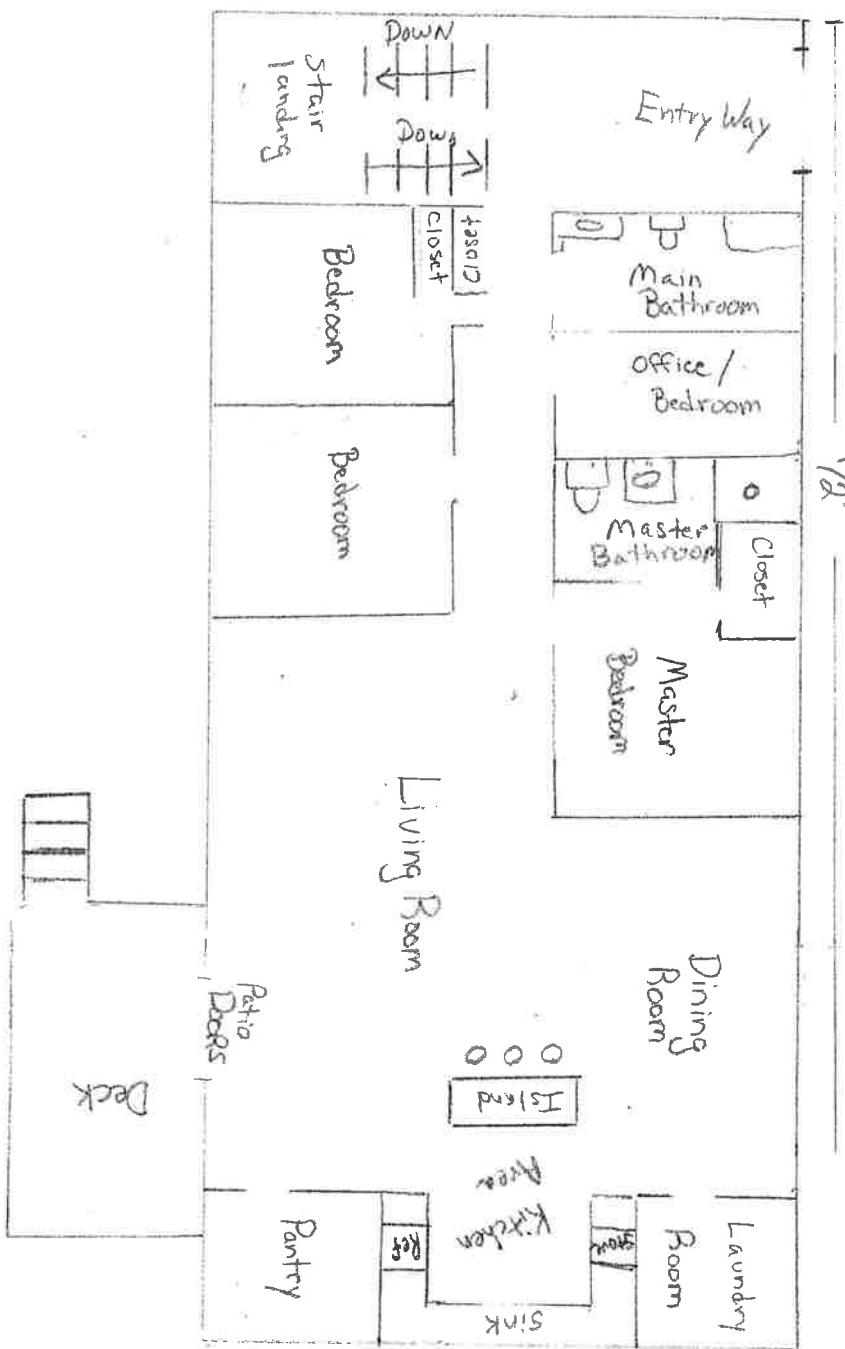 Down
Down
Stair
landing
Entry Way
Closet
Closet
Bedroom
Main
Bathroom
Office /
Bedroom
Bedroom
Master
Bathroom
Closet
Master
Bedroom
Living Room
Dining
Room
Patio
Doors
Deck
Island
Kitchen
Area
Pantry
Ref
Stove
Sink
Laundry
Room